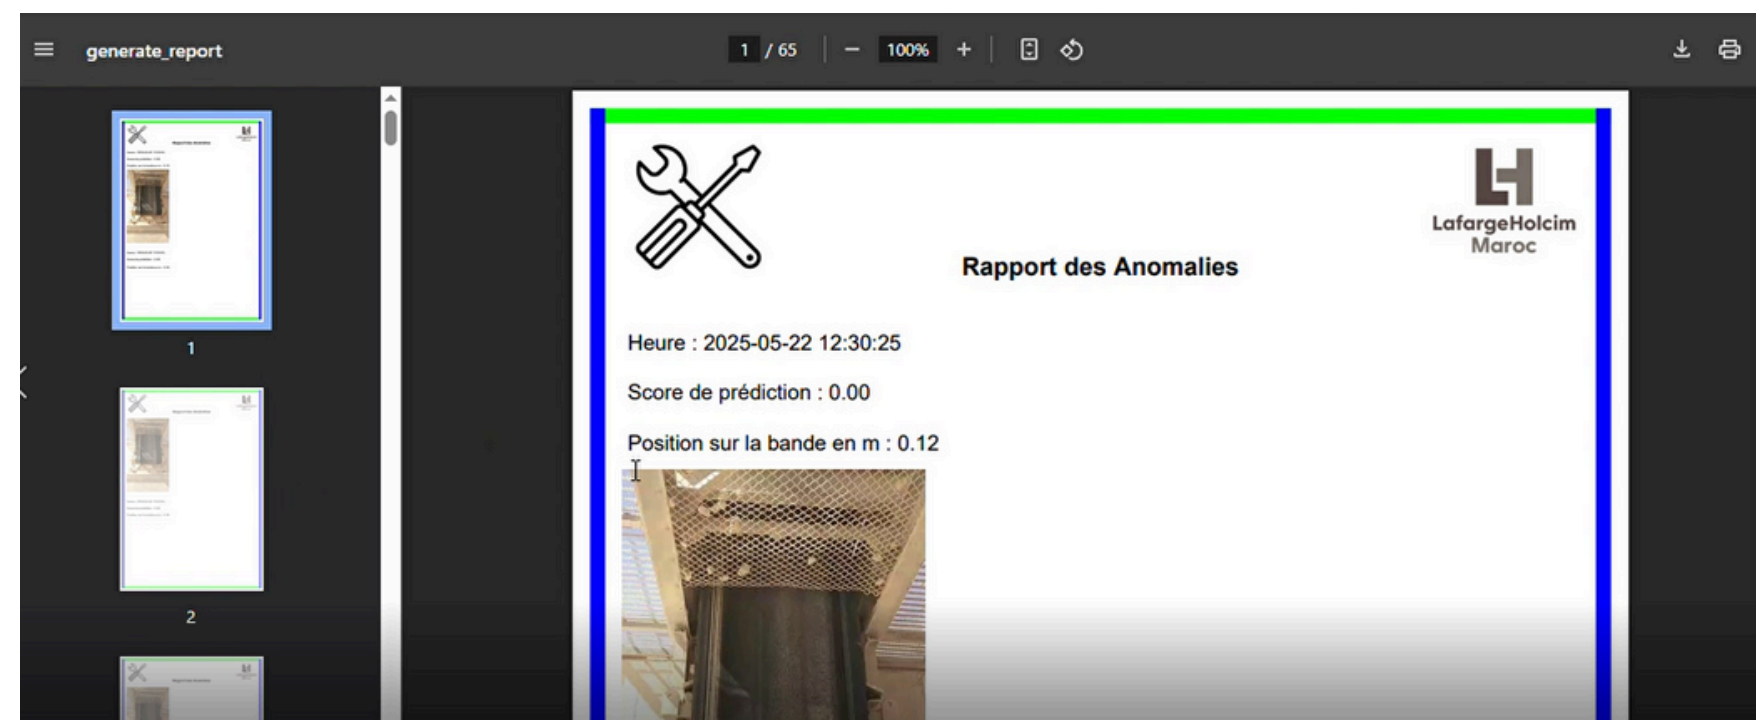 generate_report
1 / 65
100%
LafargeHolcim
Maroc
Rapport des Anomalies
Heure : 2025-05-22 12:30:25
Score de prédiction : 0.00
Position sur la bande en m : 0.12
1
2